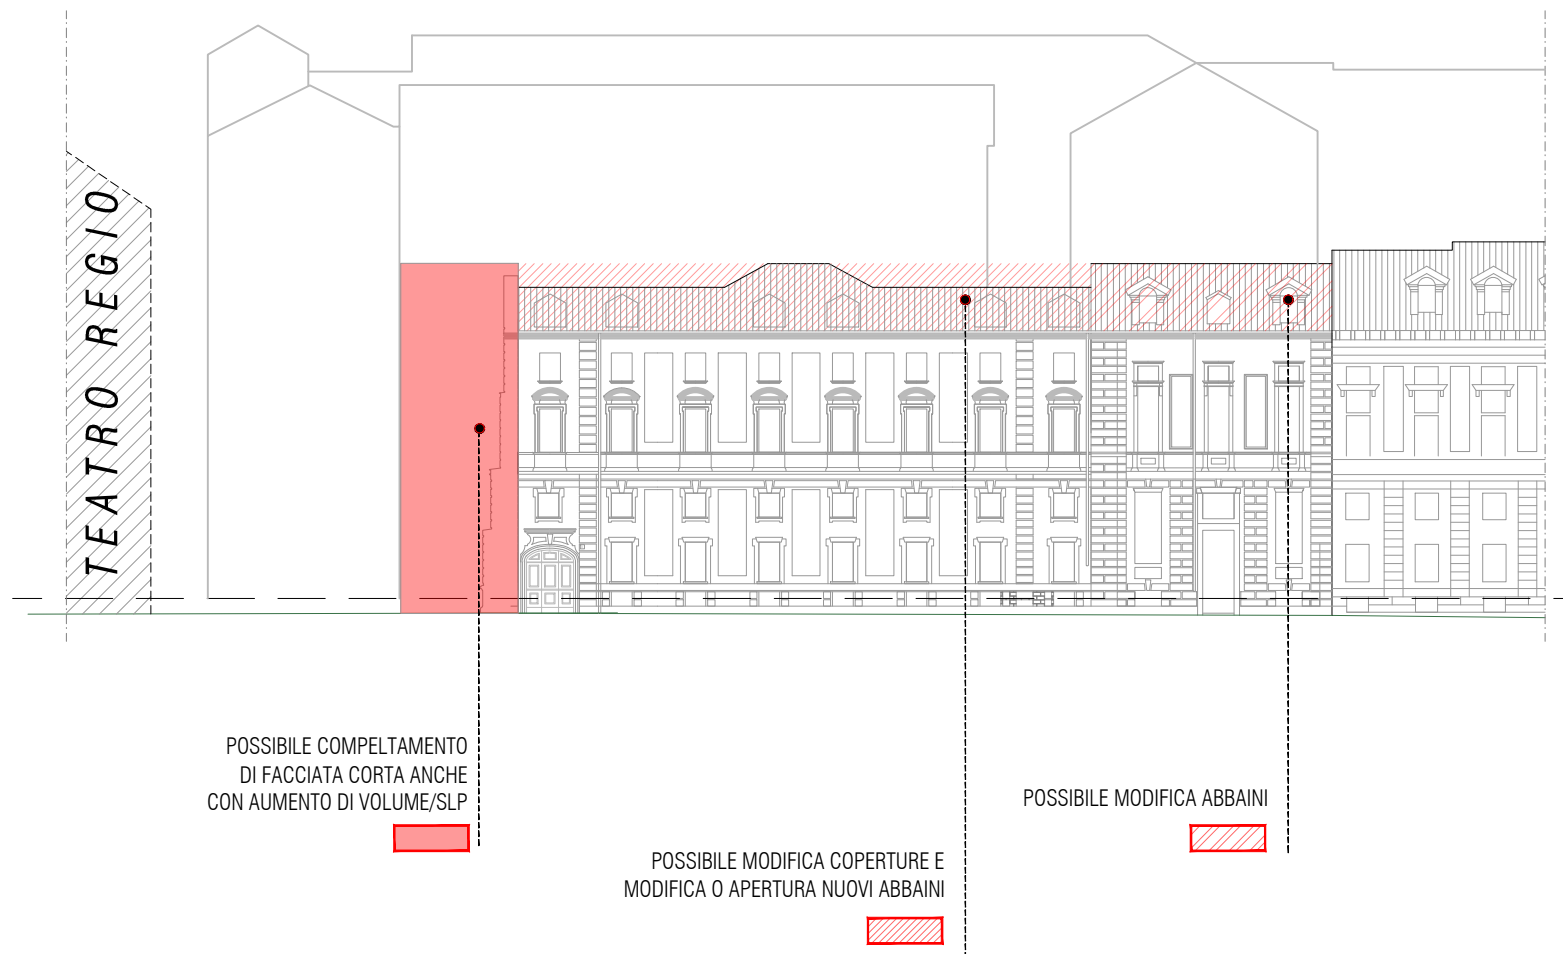 TEATRO REGIO
POSSIBILE COMPELTAMENTO
DI FACCIATA CORTA ANCHE
CON AUMENTO DI VOLUME/SLP
POSSIBILE MODIFICA COPERTURE E
MODIFICA O APERTURA NUOVI ABBAINI
POSSIBILE MODIFICA ABBAINI